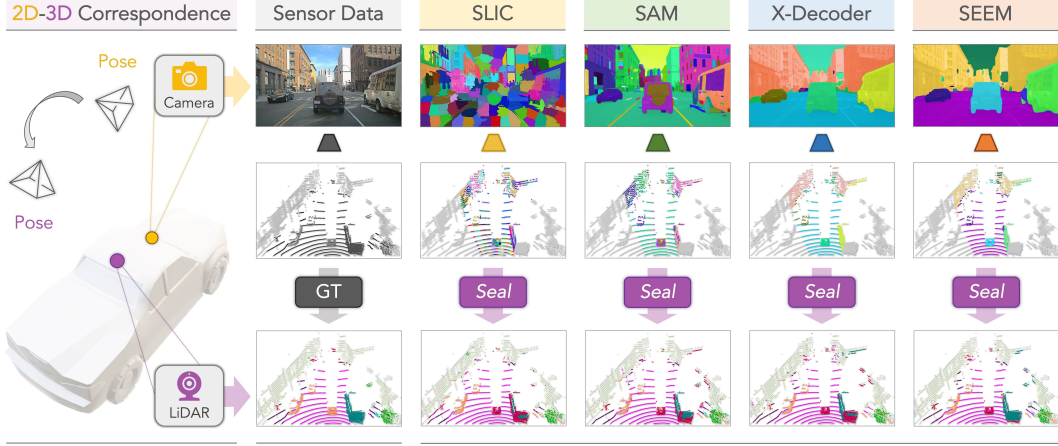 2D-3D Correspondence
Sensor Data
SLIC
SAM
X-Decoder
SEEM
Pose
Camera
Pose
GT
Seal
Seal
Seal
Seal
LiDAR